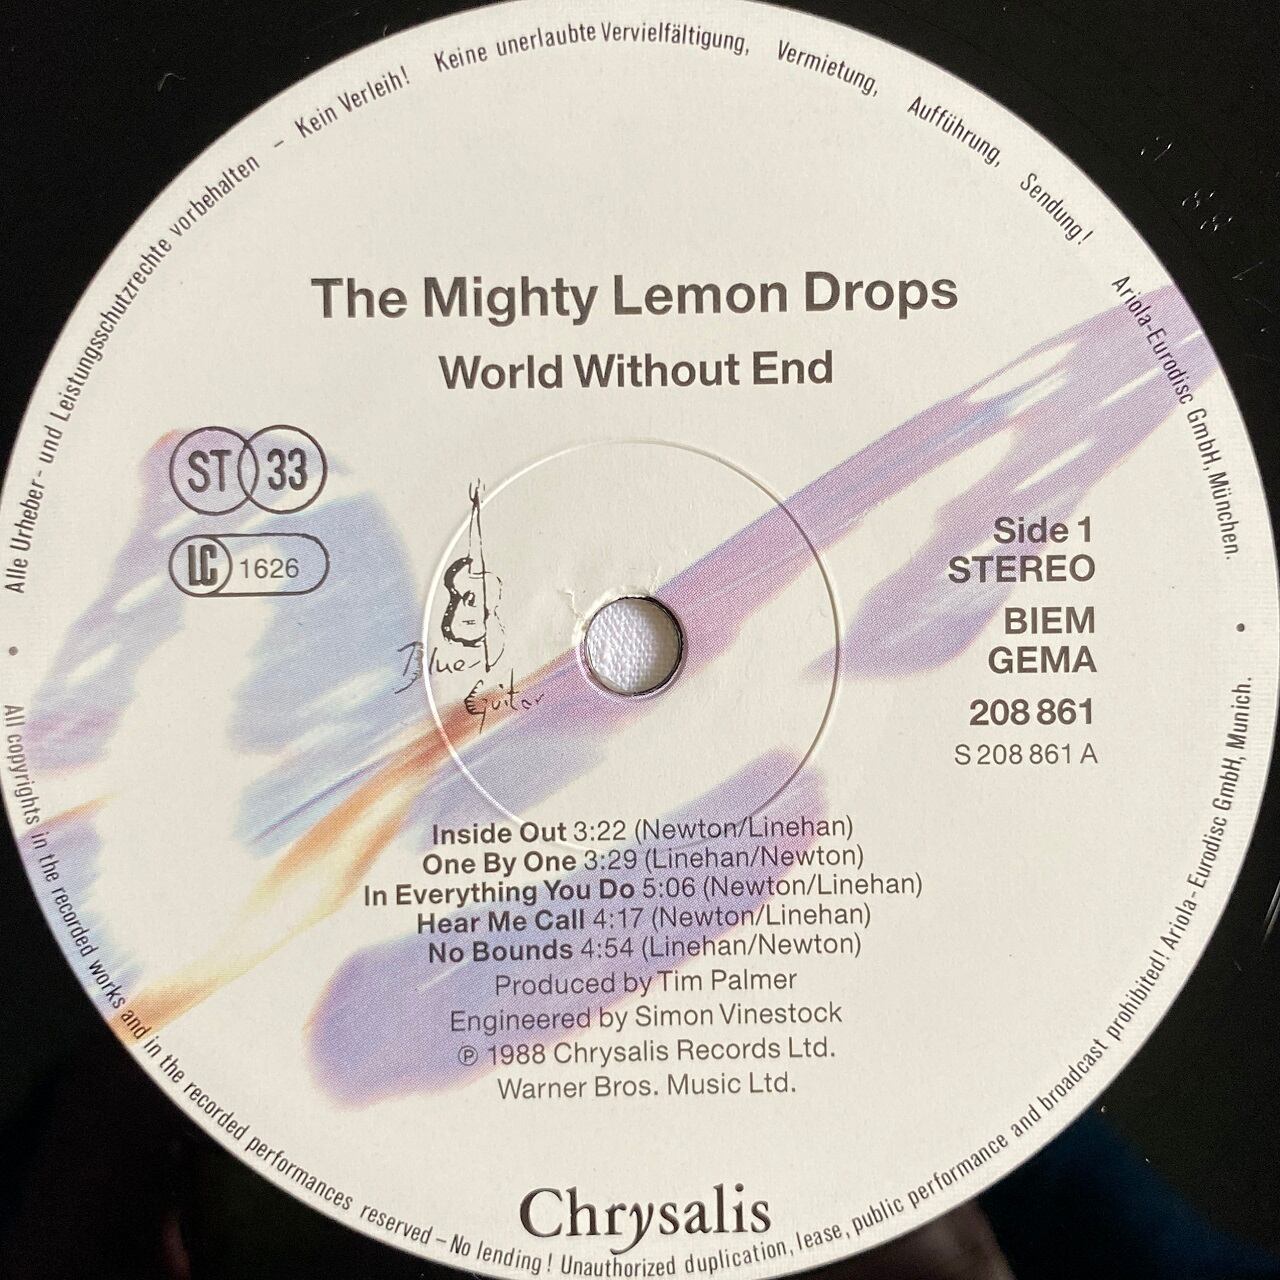 Alle Urheber- und Leistungsschutzrechte vorbehalten – Kein Verleih! Keine unerlaubte Vervielfältigung, Vermietung, Aufführung, Sendung! Ariola-Eurodisc GmbH, München.
The Mighty Lemon Drops
World Without End
ST 33
LC 1626
Blue
Guitar
Side 1
STEREO
BIEM
GEMA
208 861
S 208 861 A
Inside Out 3:22 (Newton/Linehan)
One By One 3:29 (Linehan/Newton)
In Everything You Do 5:06 (Newton/Linehan)
Hear Me Call 4:17 (Newton/Linehan)
No Bounds 4:54 (Linehan/Newton)
Produced by Tim Palmer
Engineered by Simon Vinestock
℗ 1988 Chrysalis Records Ltd.
Warner Bros. Music Ltd.
Chrysalis
All copyrights in the recorded works and in the recorded performances reserved – No lending! Unauthorized duplication, lease, public performance and broadcast prohibited! Ariola-Eurodisc GmbH, Munich.